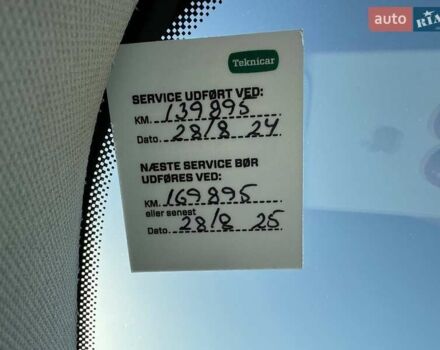 auto RIA
Teknicar
SERVICE UDFØRT VED:
KM. 139895
Dato 28/8 24
NÆSTE SERVICE BØR
UDFØRES VED:
KM. 169895
eller senest
Dato 28/8 25